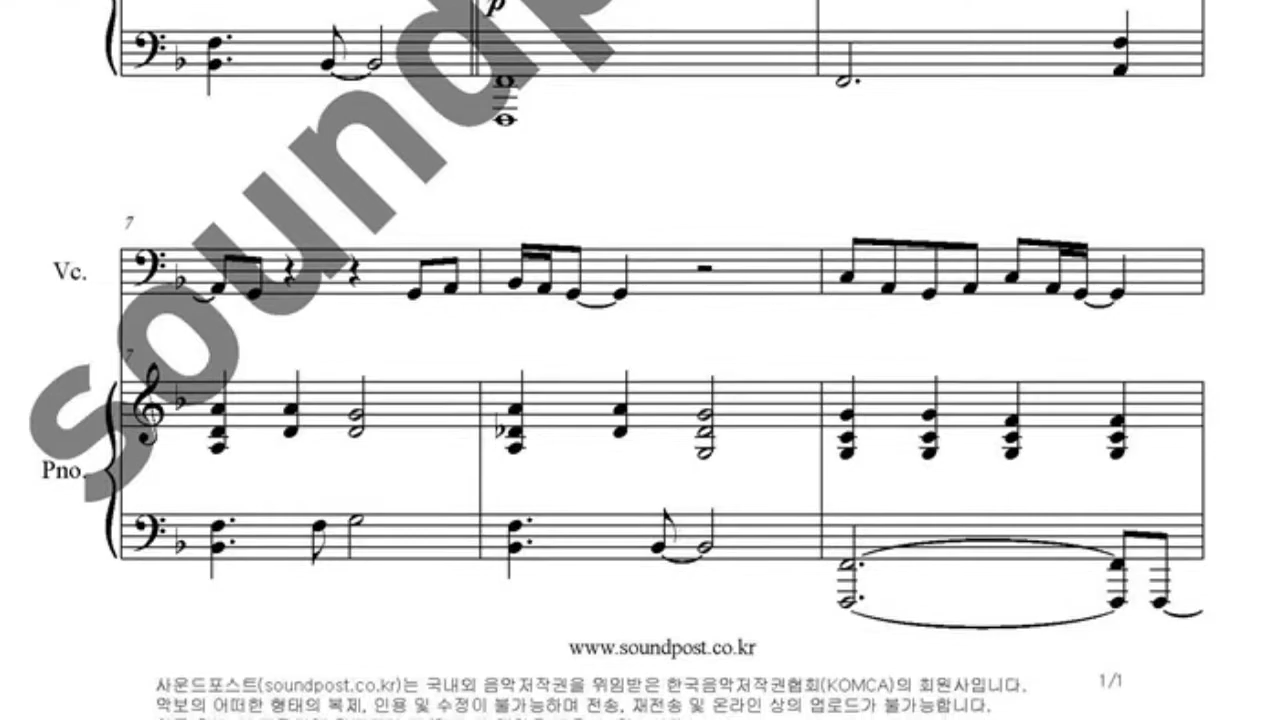 p
7
Vc.
7
Pno.
soundp
www.soundpost.co.kr
사운드포스트(soundpost.co.kr)는 국내외 음악저작권을 위임받은 한국음악저작권협회(KOMCA)의 회원사입니다.
1/1
악보의 어떠한 형태의 복제, 인용 및 수정이 불가능하며 전송, 재전송 및 온라인 상의 업로드가 불가능합니다.